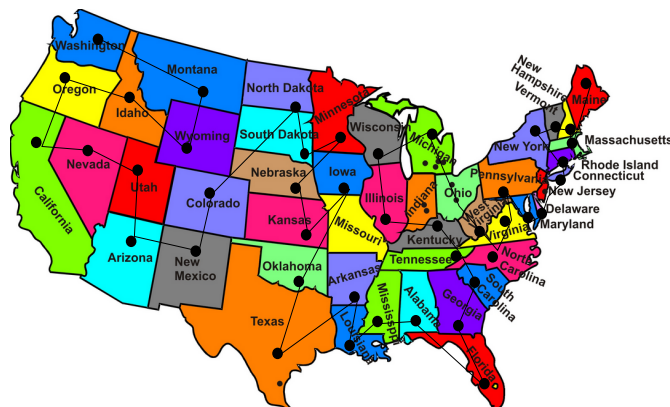 Washington
Montana
North Dakota
Minnesota
Oregon
Idaho
Wyoming
South Dakota
Wisconsin
Michigan
New
Hampshire
Vermont
Maine
New York
Massachusetts
Rhode Island
Connecticut
New Jersey
Delaware
Maryland
Nevada
Utah
Colorado
Nebraska
Iowa
Illinois
Indiana
Ohio
Pennsylvania
West
Virginia
Virginia
California
Arizona
New
Mexico
Kansas
Missouri
Kentucky
Oklahoma
Arkansas
Tennessee
North
Carolina
South
Carolina
Texas
Louisiana
Mississppi
Alabama
Georgia
Florida